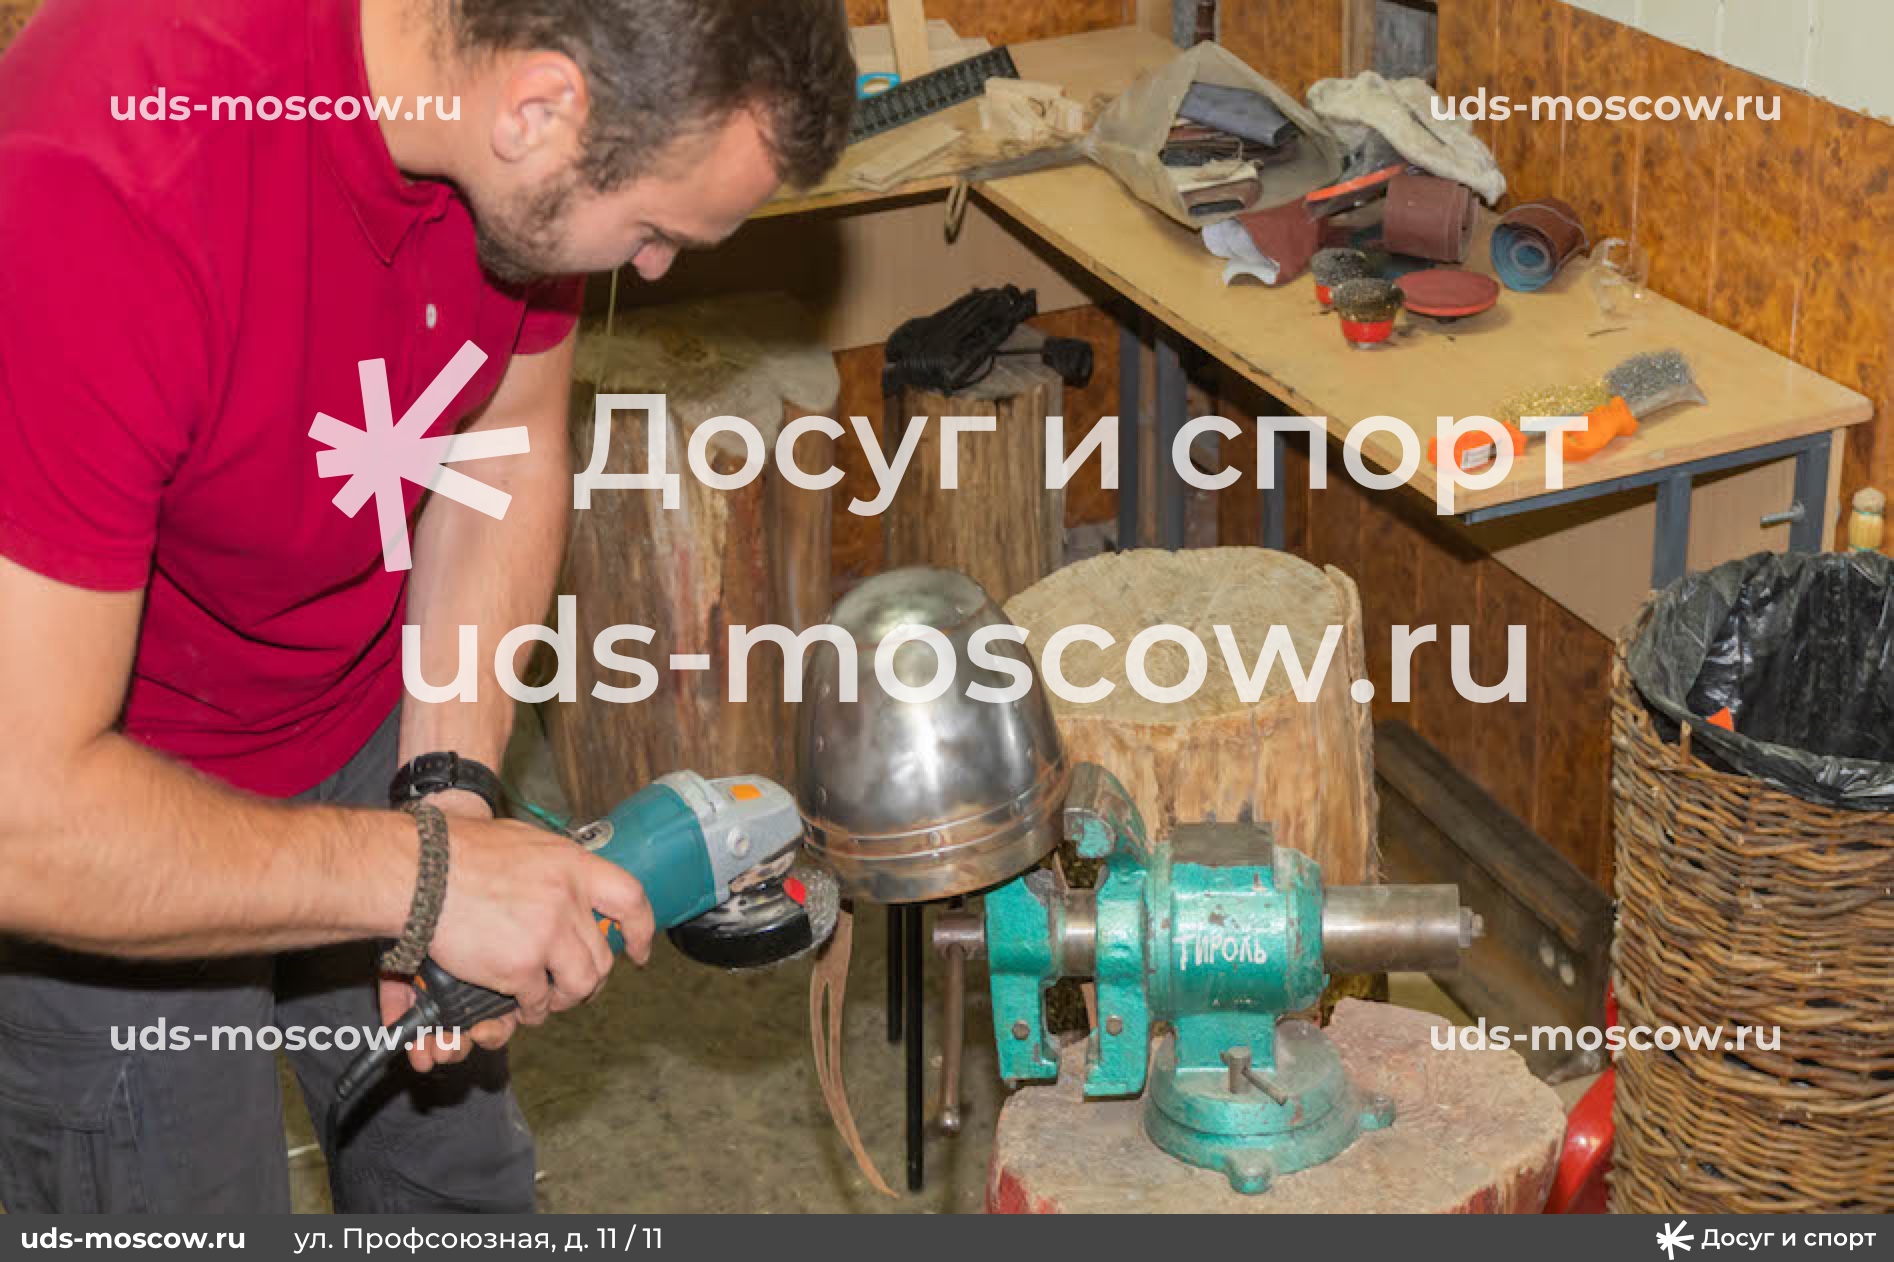 uds-moscow.ru uds-moscow.ru
Досуг и спорт
uds-moscow.ru
ТИРОЛЬ
uds-moscow.ru uds-moscow.ru
uds-moscow.ru ул. Профсоюзная, д. 11 / 11 Досуг и спорт